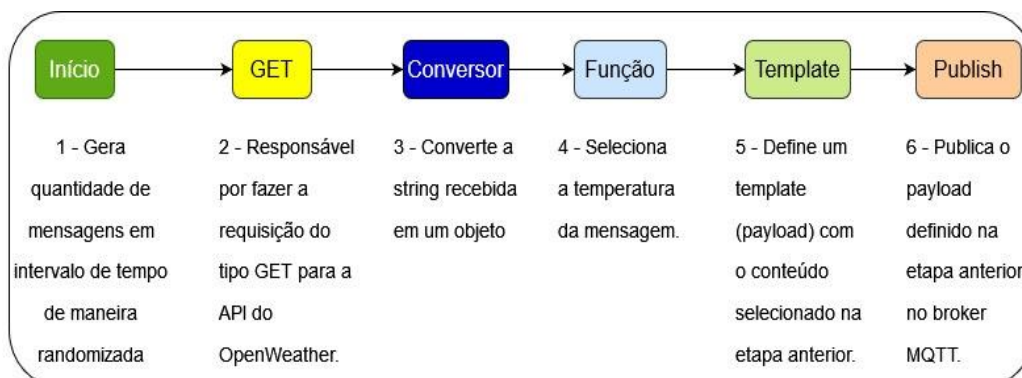 Início
GET
Conversor
Função
Template
Publish
1 - Gera
quantidade de
mensagens em
intervalo de tempo
de maneira
randomizada
2 - Responsável
por fazer a
requisição do
tipo GET para a
API do
OpenWeather.
3 - Converte a
string recebida
em um objeto
4 - Seleciona
a temperatura
da mensagem.
5 - Define um
template
(payload) com
o conteúdo
selecionado na
etapa anterior.
6 - Publica o
payload
definido na
etapa anterior
no broker
MQTT.